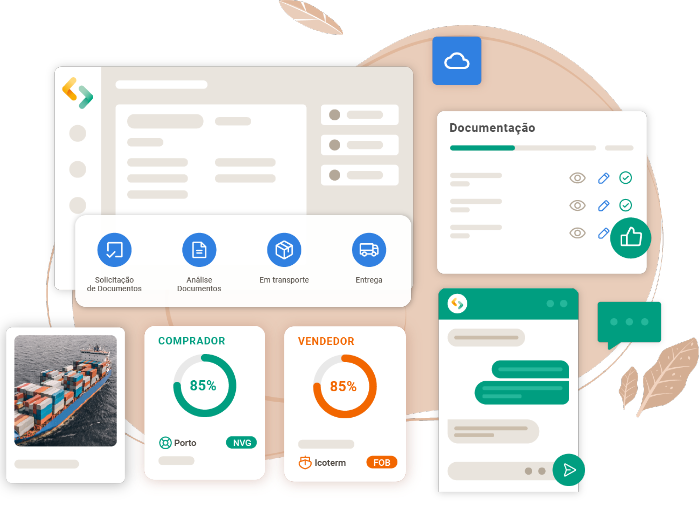 Documentação
Solicitação
de Documentos
Análise
Documentos
Em transporte
Entrega
COMPRADOR
85%
Porto
NVG
VENDEDOR
85%
Icoterm
FOB